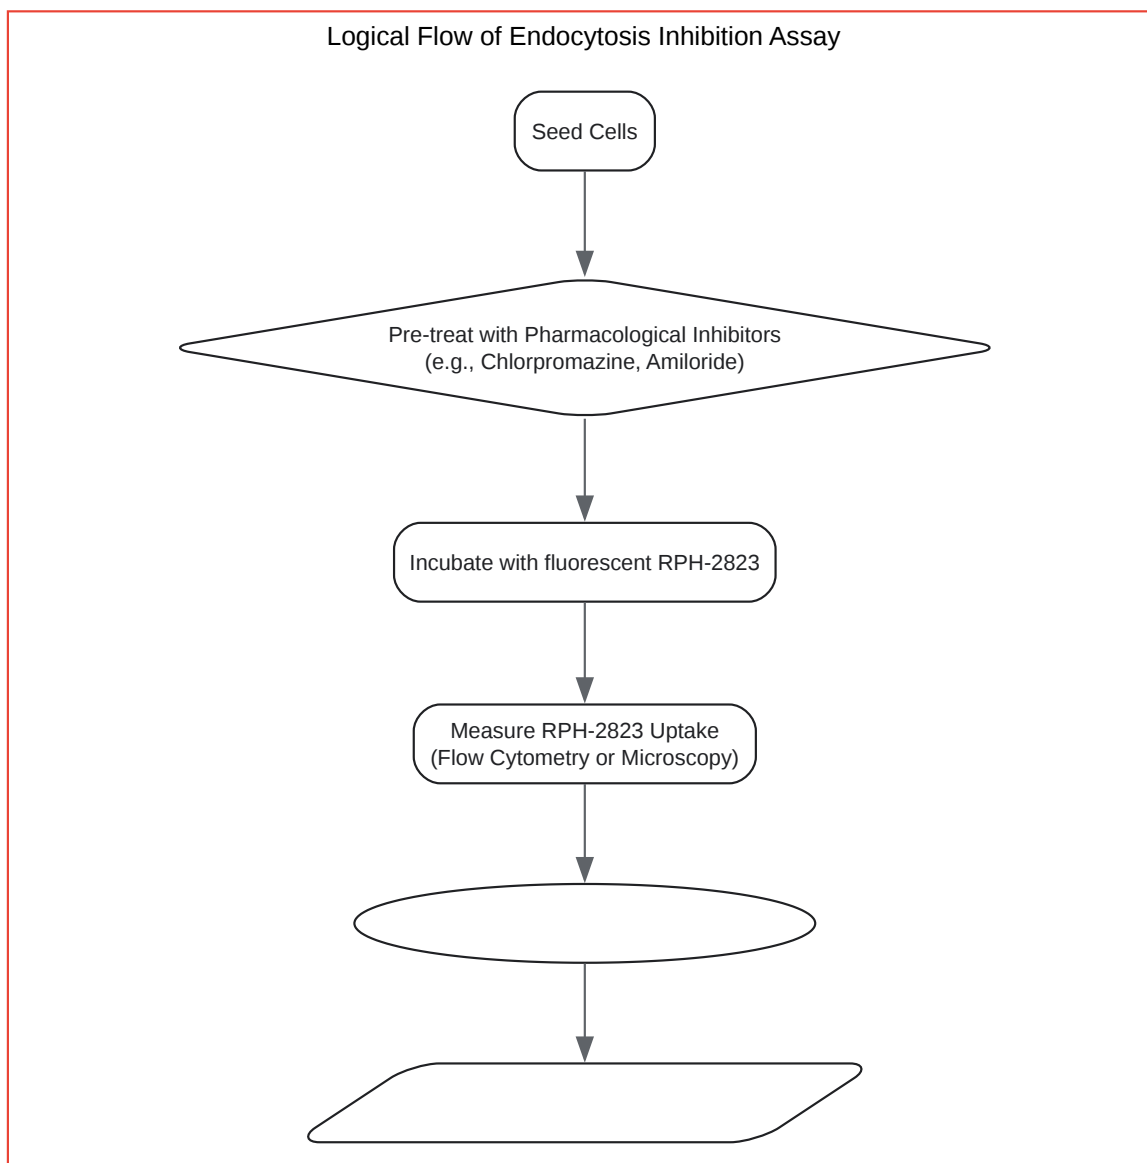 Logical Flow of Endocytosis Inhibition Assay
Seed Cells
Pre-treat with Pharmacological Inhibitors
(e.g., Chlorpromazine, Amiloride)
Incubate with fluorescent RPH-2823
Measure RPH-2823 Uptake
(Flow Cytometry or Microscopy)